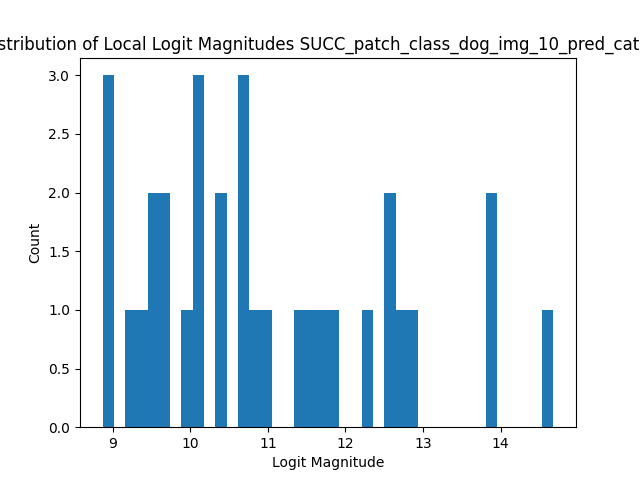 stribution of Local Logit Magnitudes SUCC_patch_class_dog_img_10_pred_cat
3.0
2.5
2.0
1.5
1.0
0.5
0.0
Count
9 10 11 12 13 14
Logit Magnitude